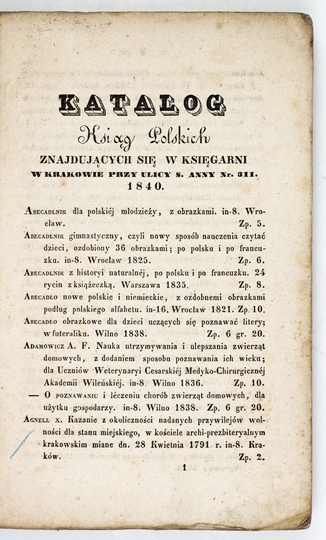 KATALOG
Ksiąg Polskich
ZNAJDUJĄCYCH SIĘ W KSIĘGARNI
W KRAKOWIE PRZY ULICY S. ANNY Nr. 311.
1840.
Abecadlnik dla polskiéj młodzieży, z obrazkami. in-8. Wro-
cław. Zp. 5.
Abecadlnik gimnastyczny, czyli nowy sposób nauczenia czytać
dzieci, ozdobiony 36 obrazkami; po polsku i po francu-
zku. in-8. Wrocław 1825. Zp. 6.
Abecadlnik z historyi naturalnéj, po polsku i po francuzku. 24
rycin z książeczką. Warszawa 1835. Zp. 8.
Abecadło nowe polskie i niemieckie, z ozdobnemi obrazkami
podług polskiego alfabetu. in-16. Wrocław 1821. Zp. 10.
Abecadło obrazkowe dla dzieci uczących się poznawać litery;
w futeraliku. Wilno 1838. Zp. 6 gr. 20.
Adamowicz A. F. Nauka utrzymywania i ulepszania zwierząt
domowych, z dodaniem sposobu poznawania ich wieku;
dla Uczniów Weterynaryi Cesarskiéj Medyko-Chirurgicznej
Akademii Wileńskiéj. in-8 Wilno 1836. Zp. 10.
— O poznawaniu i léczeniu chorób zwierząt domowych, dla
użytku gospodarzy. in-8. Wilno 1838. Zp. 6 gr. 20.
Agnell x. Kazanie z okoliczności nadanych przywilejów wol-
ności dla stanu miejskiego, w kościele archi-prezbiteryalnym
krakowskim miane dn. 28 Kwietnia 1791 r. in-8. Kra-
ków. Zp. 2.
1